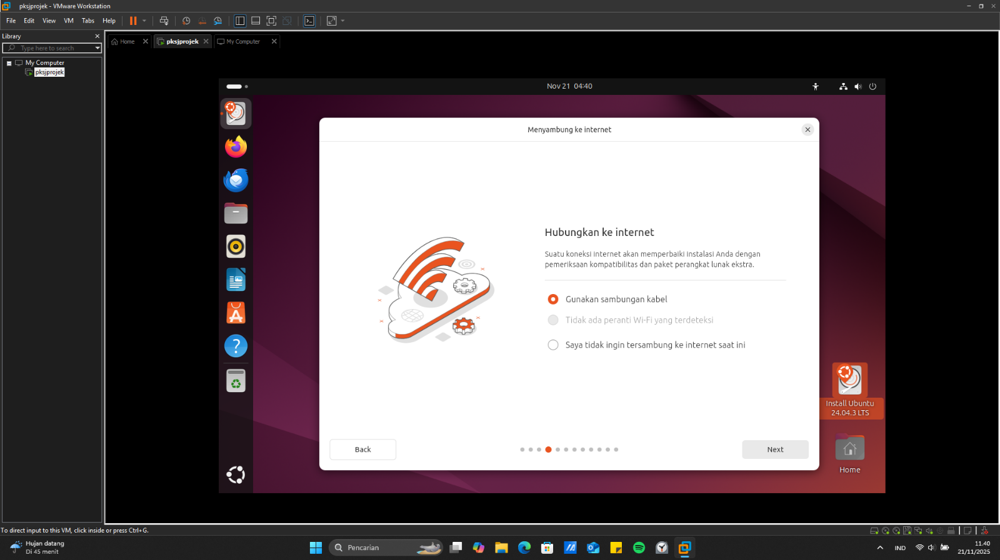 pksjprojek - VMware Workstation
File Edit View VM Tabs Help
Library
Type here to search
My Computer
pksjprojek
Home
pksjprojek
My Computer
Nov 21 04:40
Menyambung ke internet
Hubungkan ke internet
Suatu koneksi internet akan memperbaiki instalasi Anda dengan
pemeriksaan kompatibilitas dan paket perangkat lunak ekstra.
Gunakan sambungan kabel
Tidak ada peranti Wi-Fi yang terdeteksi
Saya tidak ingin tersambung ke internet saat ini
Back
Next
Install Ubuntu
24.04.3 LTS
Home
To direct input to this VM, click inside or press Ctrl+G.
Hujan datang
Di 45 menit
Pencarian
IND
11.40
21/11/2025